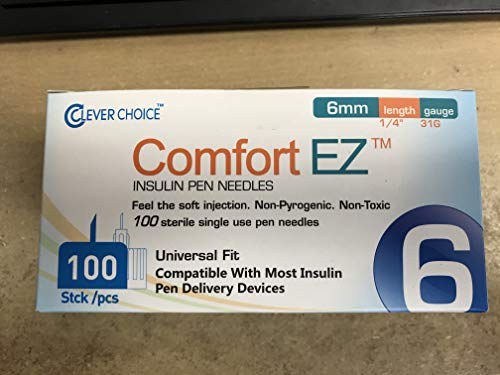 CLEVER CHOICE™
6mm length gauge
1/4" 31G
Comfort EZ™
INSULIN PEN NEEDLES
Feel the soft injection. Non-Pyrogenic. Non-Toxic
100 sterile single use pen needles
100
Stck/pcs
Universal Fit
Compatible With Most Insulin
Pen Delivery Devices
6